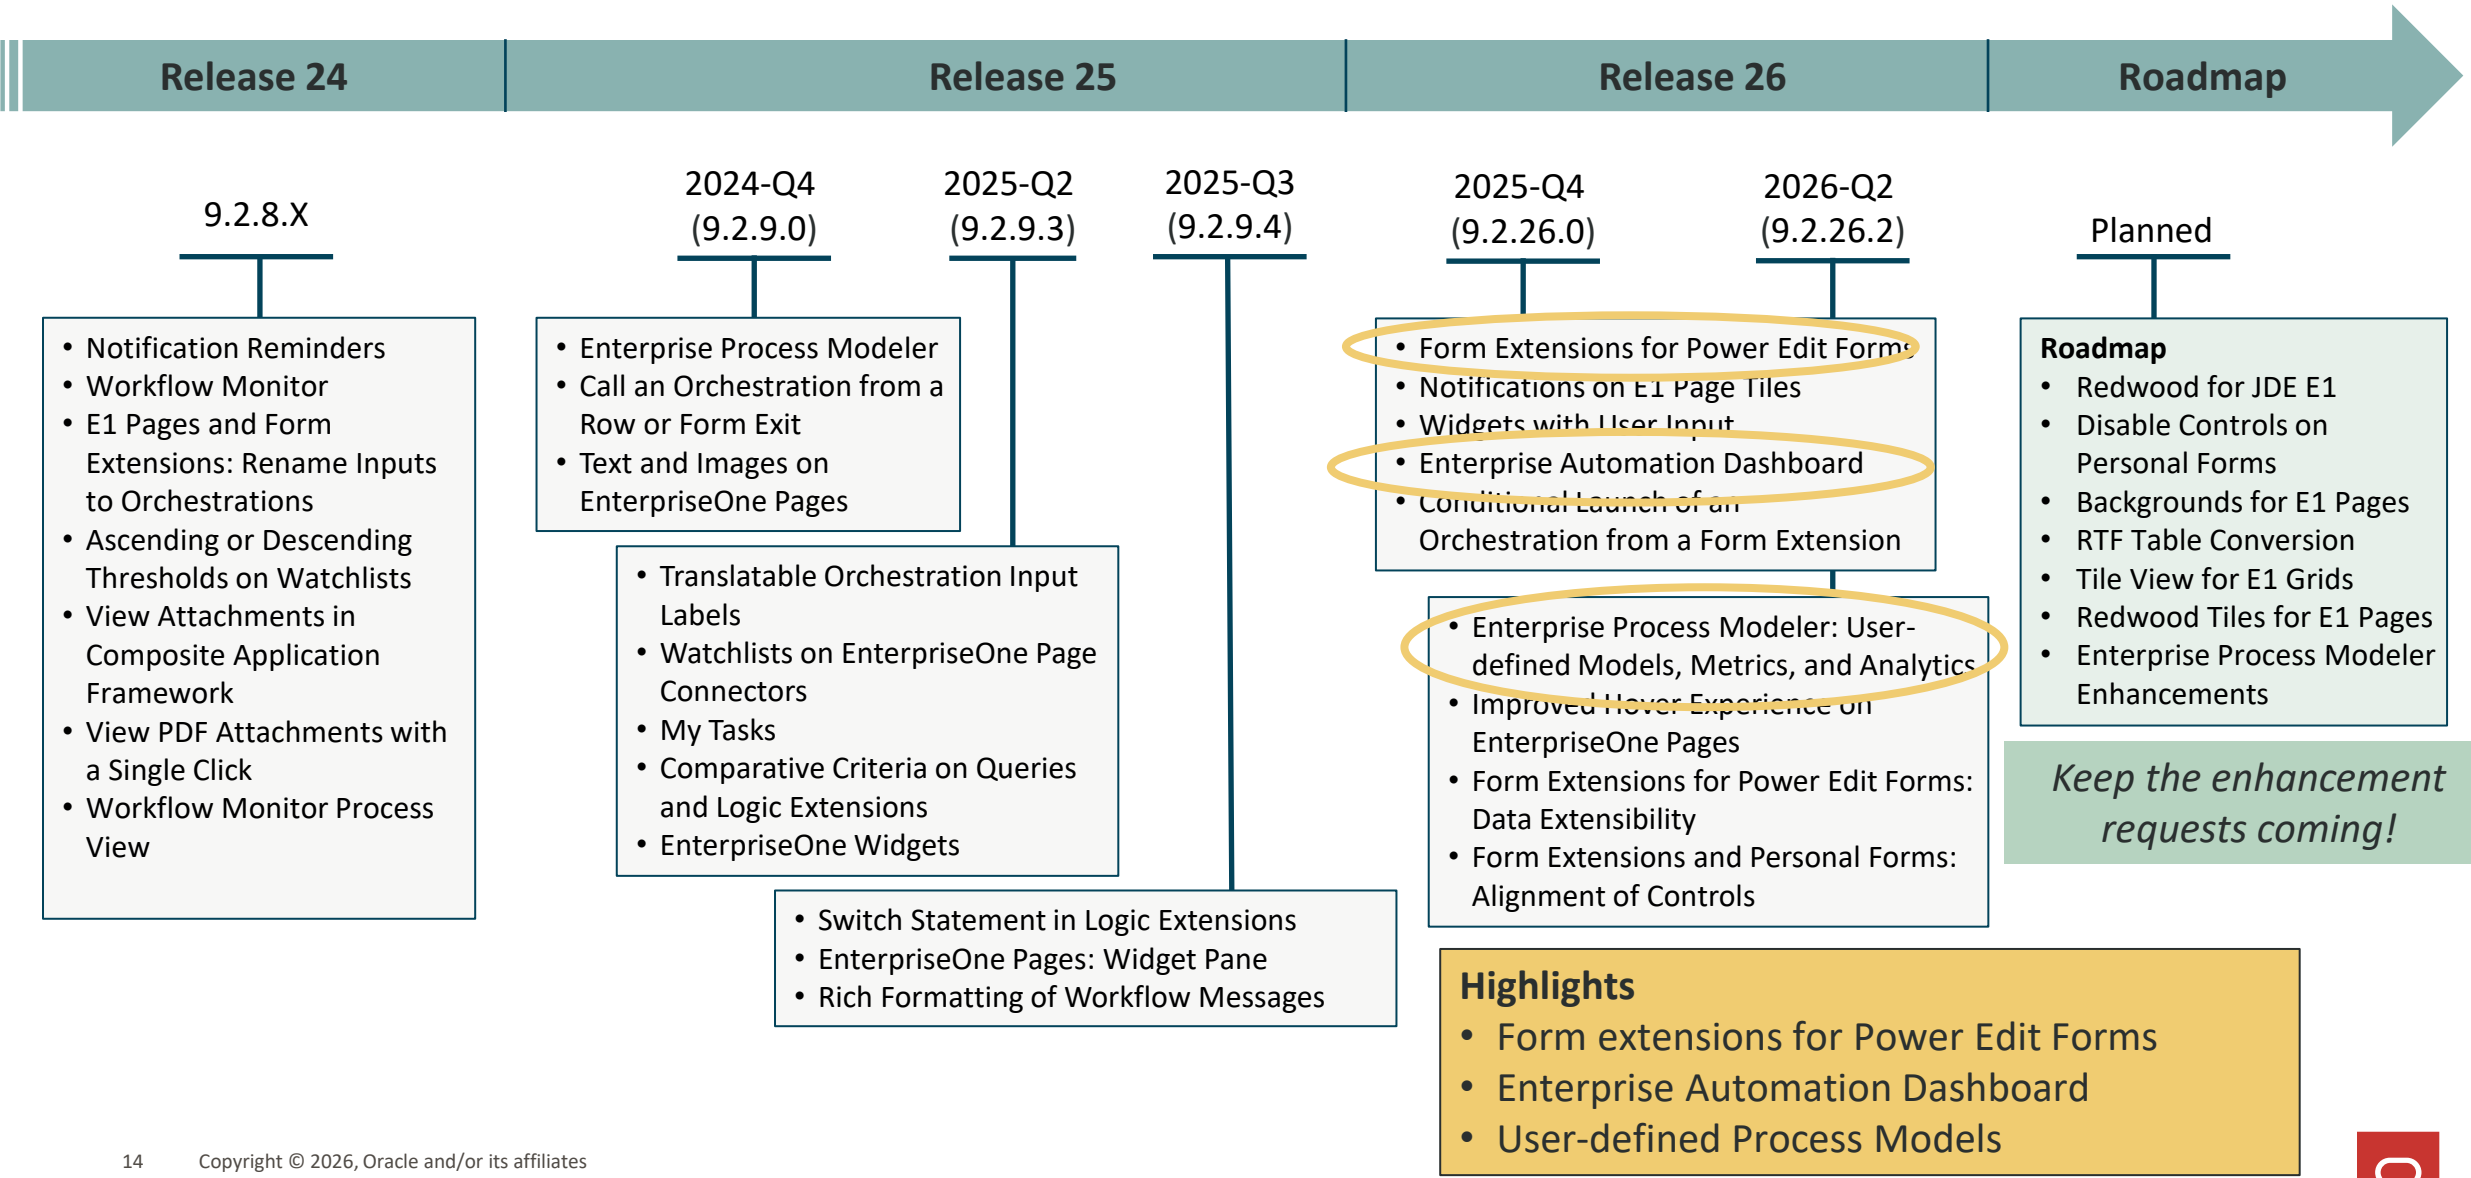 Release 24
Release 25
Release 26
Roadmap
9.2.8.X
• Notification Reminders
• Workflow Monitor
• E1 Pages and Form
Extensions: Rename Inputs
to Orchestrations
• Ascending or Descending
Thresholds on Watchlists
• View Attachments in
Composite Application
Framework
• View PDF Attachments with
a Single Click
• Workflow Monitor Process
View
2024-Q4
(9.2.9.0)
• Enterprise Process Modeler
• Call an Orchestration from a
Row or Form Exit
• Text and Images on
EnterpriseOne Pages
2025-Q2
(9.2.9.3)
• Translatable Orchestration Input
Labels
• Watchlists on EnterpriseOne Page
Connectors
• My Tasks
• Comparative Criteria on Queries
and Logic Extensions
• EnterpriseOne Widgets
2025-Q3
(9.2.9.4)
• Switch Statement in Logic Extensions
• EnterpriseOne Pages: Widget Pane
• Rich Formatting of Workflow Messages
2025-Q4
(9.2.26.0)
• Form Extensions for Power Edit Forms
• Notifications on E1 Page Tiles
• Widgets with User Input
• Enterprise Automation Dashboard
• Conditional Launch of an
Orchestration from a Form Extension
2026-Q2
(9.2.26.2)
• Enterprise Process Modeler: User-
defined Models, Metrics, and Analytics
• Improved Hover Experience on
EnterpriseOne Pages
• Form Extensions for Power Edit Forms:
Data Extensibility
• Form Extensions and Personal Forms:
Alignment of Controls
Planned
Roadmap
• Redwood for JDE E1
• Disable Controls on
Personal Forms
• Backgrounds for E1 Pages
• RTF Table Conversion
• Tile View for E1 Grids
• Redwood Tiles for E1 Pages
• Enterprise Process Modeler
Enhancements
Keep the enhancement
requests coming!
Highlights
• Form extensions for Power Edit Forms
• Enterprise Automation Dashboard
• User-defined Process Models
14 Copyright © 2026, Oracle and/or its affiliates